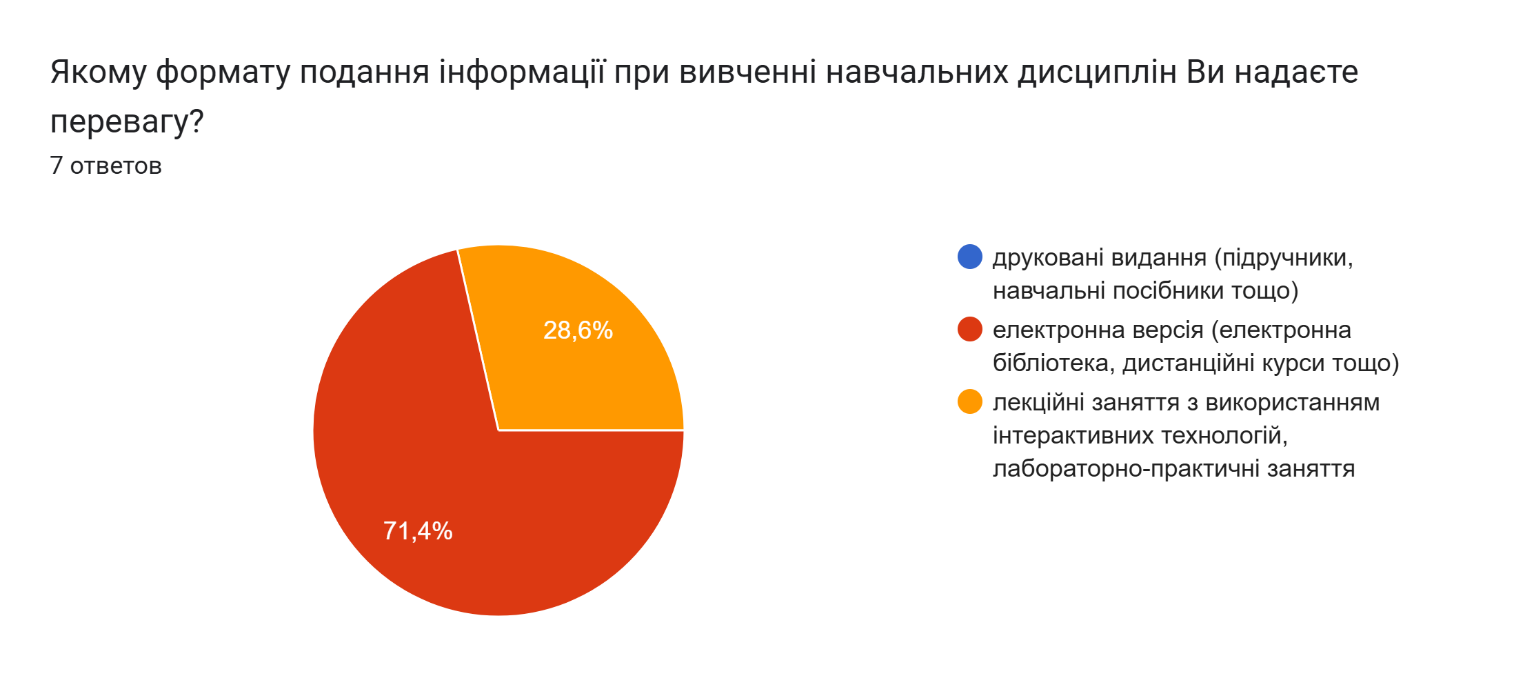 Якому формату подання інформації при вивченні навчальних дисциплін Ви надаєте
перевагу?
7 ответов
28,6%
71,4%
друковані видання (підручники,
навчальні посібники тощо)
електронна версія (електронна
бібліотека, дистанційні курси тощо)
лекційні заняття з використанням
інтерактивних технологій,
лабораторно-практичні заняття